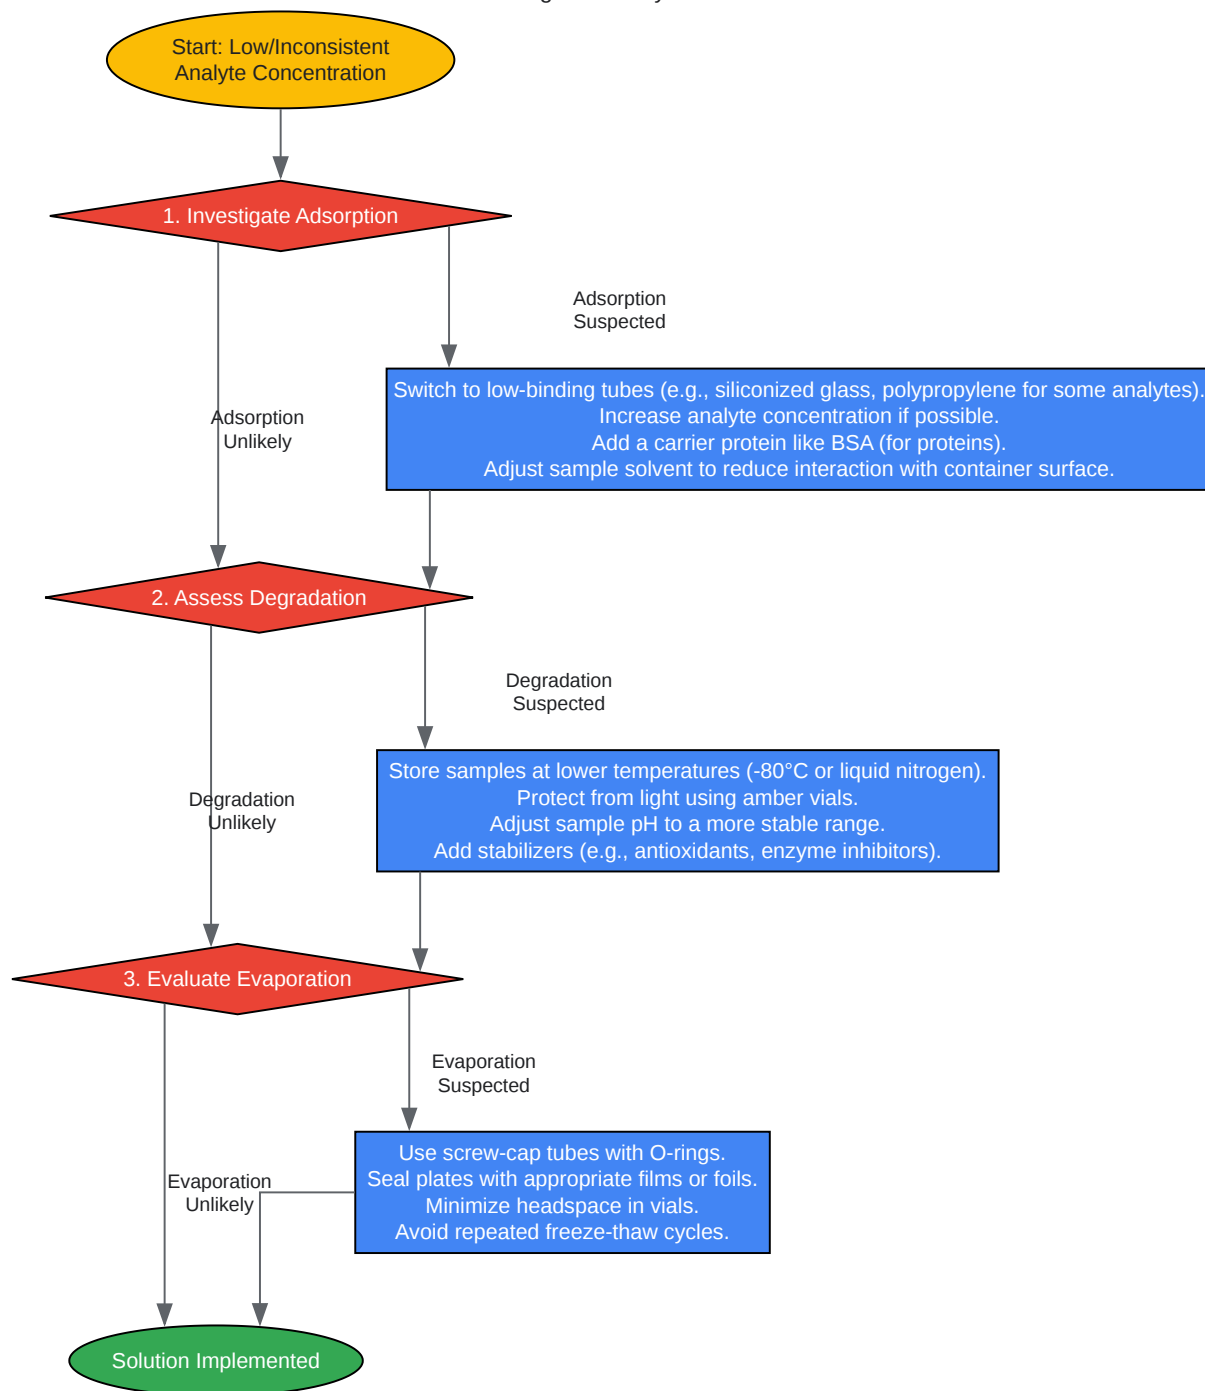 Start: Low/Inconsistent
Analyte Concentration
1. Investigate Adsorption
Adsorption
Suspected
Switch to low-binding tubes (e.g., siliconized glass, polypropylene for some analytes).
Increase analyte concentration if possible.
Add a carrier protein like BSA (for proteins).
Adjust sample solvent to reduce interaction with container surface.
Adsorption
Unlikely
2. Assess Degradation
Degradation
Suspected
Store samples at lower temperatures (-80°C or liquid nitrogen).
Protect from light using amber vials.
Adjust sample pH to a more stable range.
Add stabilizers (e.g., antioxidants, enzyme inhibitors).
Degradation
Unlikely
3. Evaluate Evaporation
Evaporation
Suspected
Use screw-cap tubes with O-rings.
Seal plates with appropriate films or foils.
Minimize headspace in vials.
Avoid repeated freeze-thaw cycles.
Evaporation
Unlikely
Solution Implemented